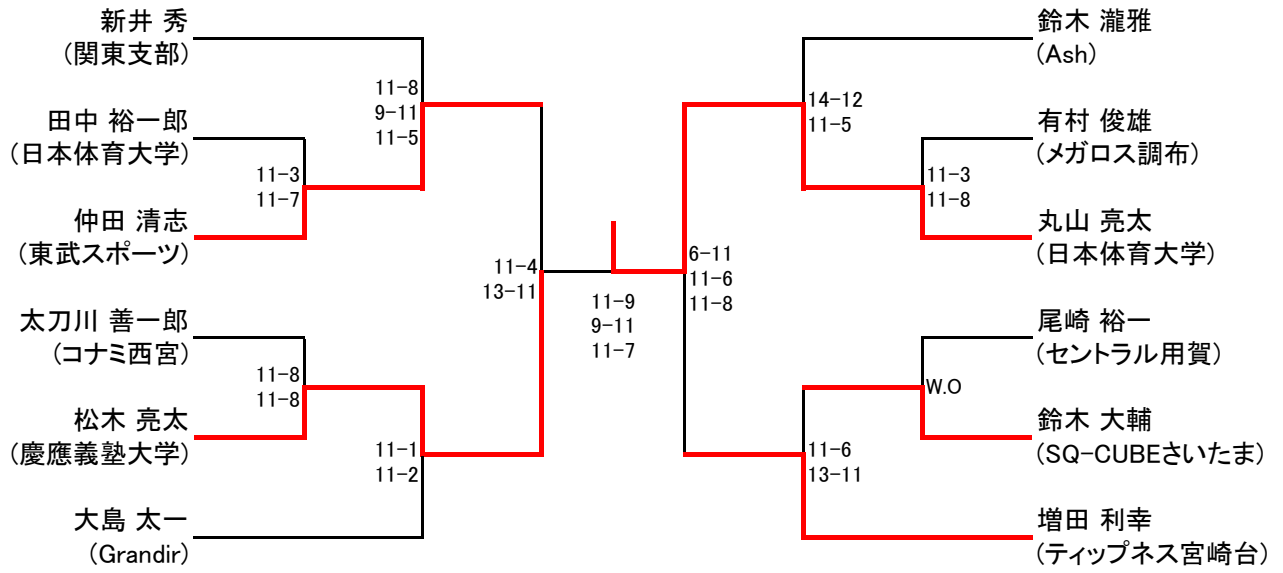 新井 秀
(関東支部)
田中 裕一郎
(日本体育大学)
仲田 清志
(東武スポーツ)
太刀川 善一郎
(コナミ西宮)
松木 亮太
(慶應義塾大学)
大島 太一
(Grandir)
11-8
9-11
11-5
11-3
11-7
11-8
11-8
11-1
11-2
11-4
13-11
11-9
9-11
11-7
6-11
11-6
11-8
14-12
11-5
11-3
11-8
W.O
11-6
13-11
鈴木 瀧雅
(Ash)
有村 俊雄
(メガロス調布)
丸山 亮太
(日本体育大学)
尾崎 裕一
(セントラル用賀)
鈴木 大輔
(SQ-CUBEさいたま)
増田 利幸
(ティップネス宮崎台)